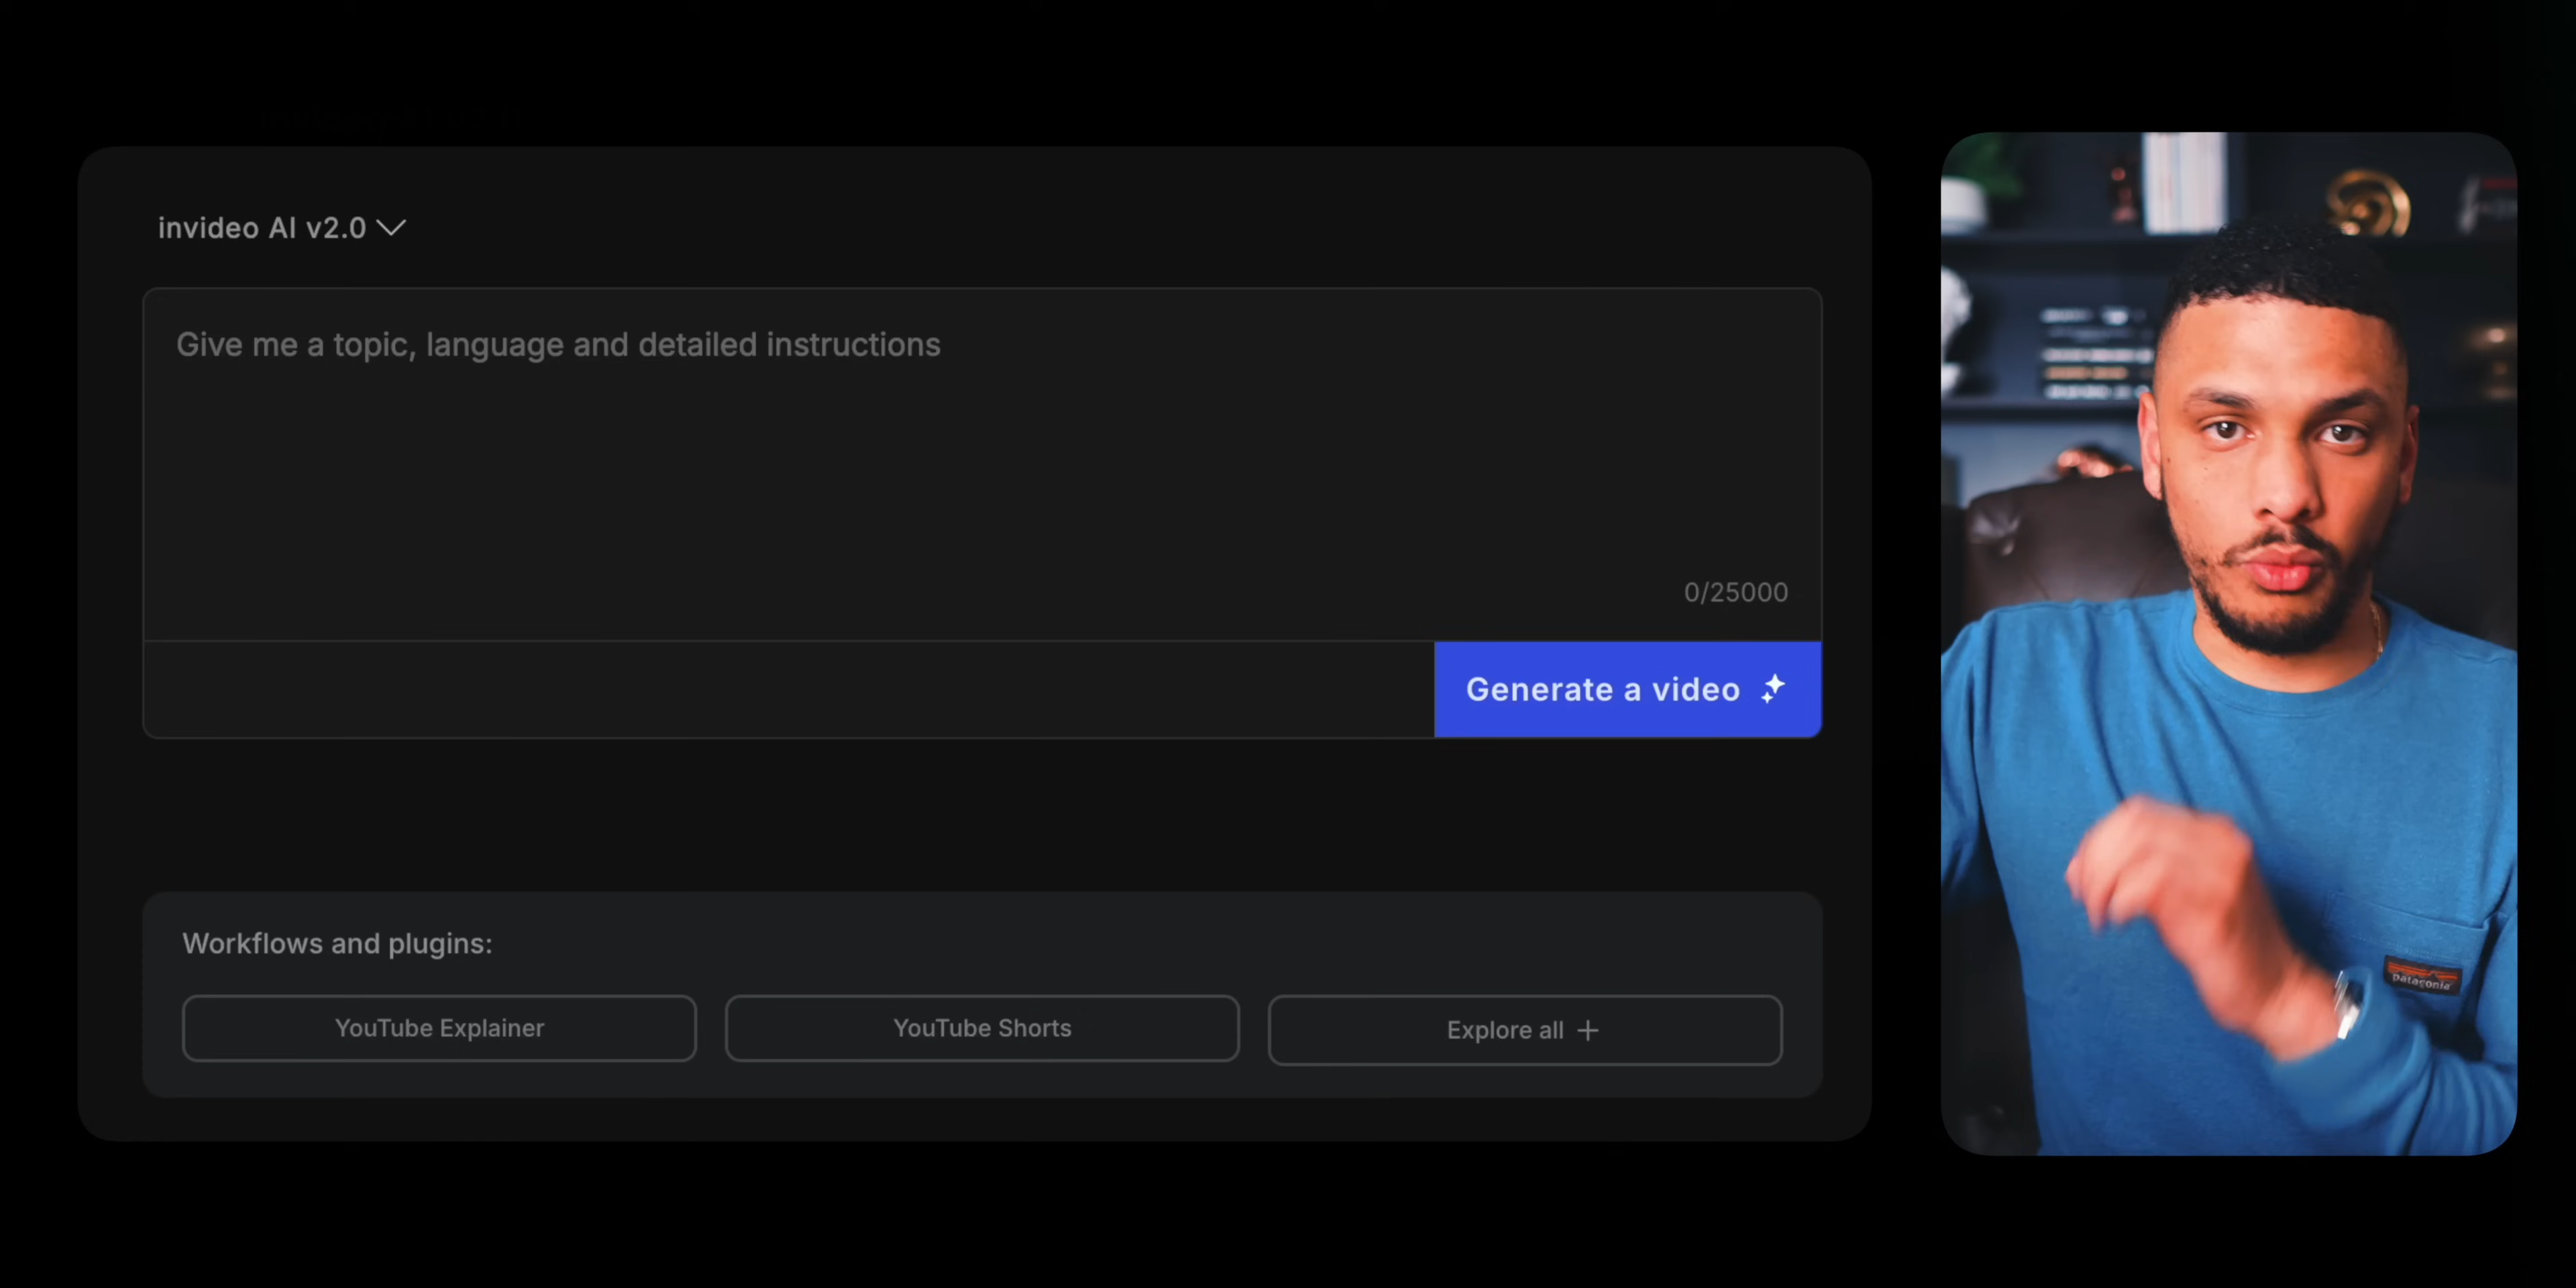 invideo AI v2.0
Give me a topic, language and detailed instructions
0/25000
Generate a video
Workflows and plugins:
YouTube Explainer
YouTube Shorts
Explore all +
patagonia